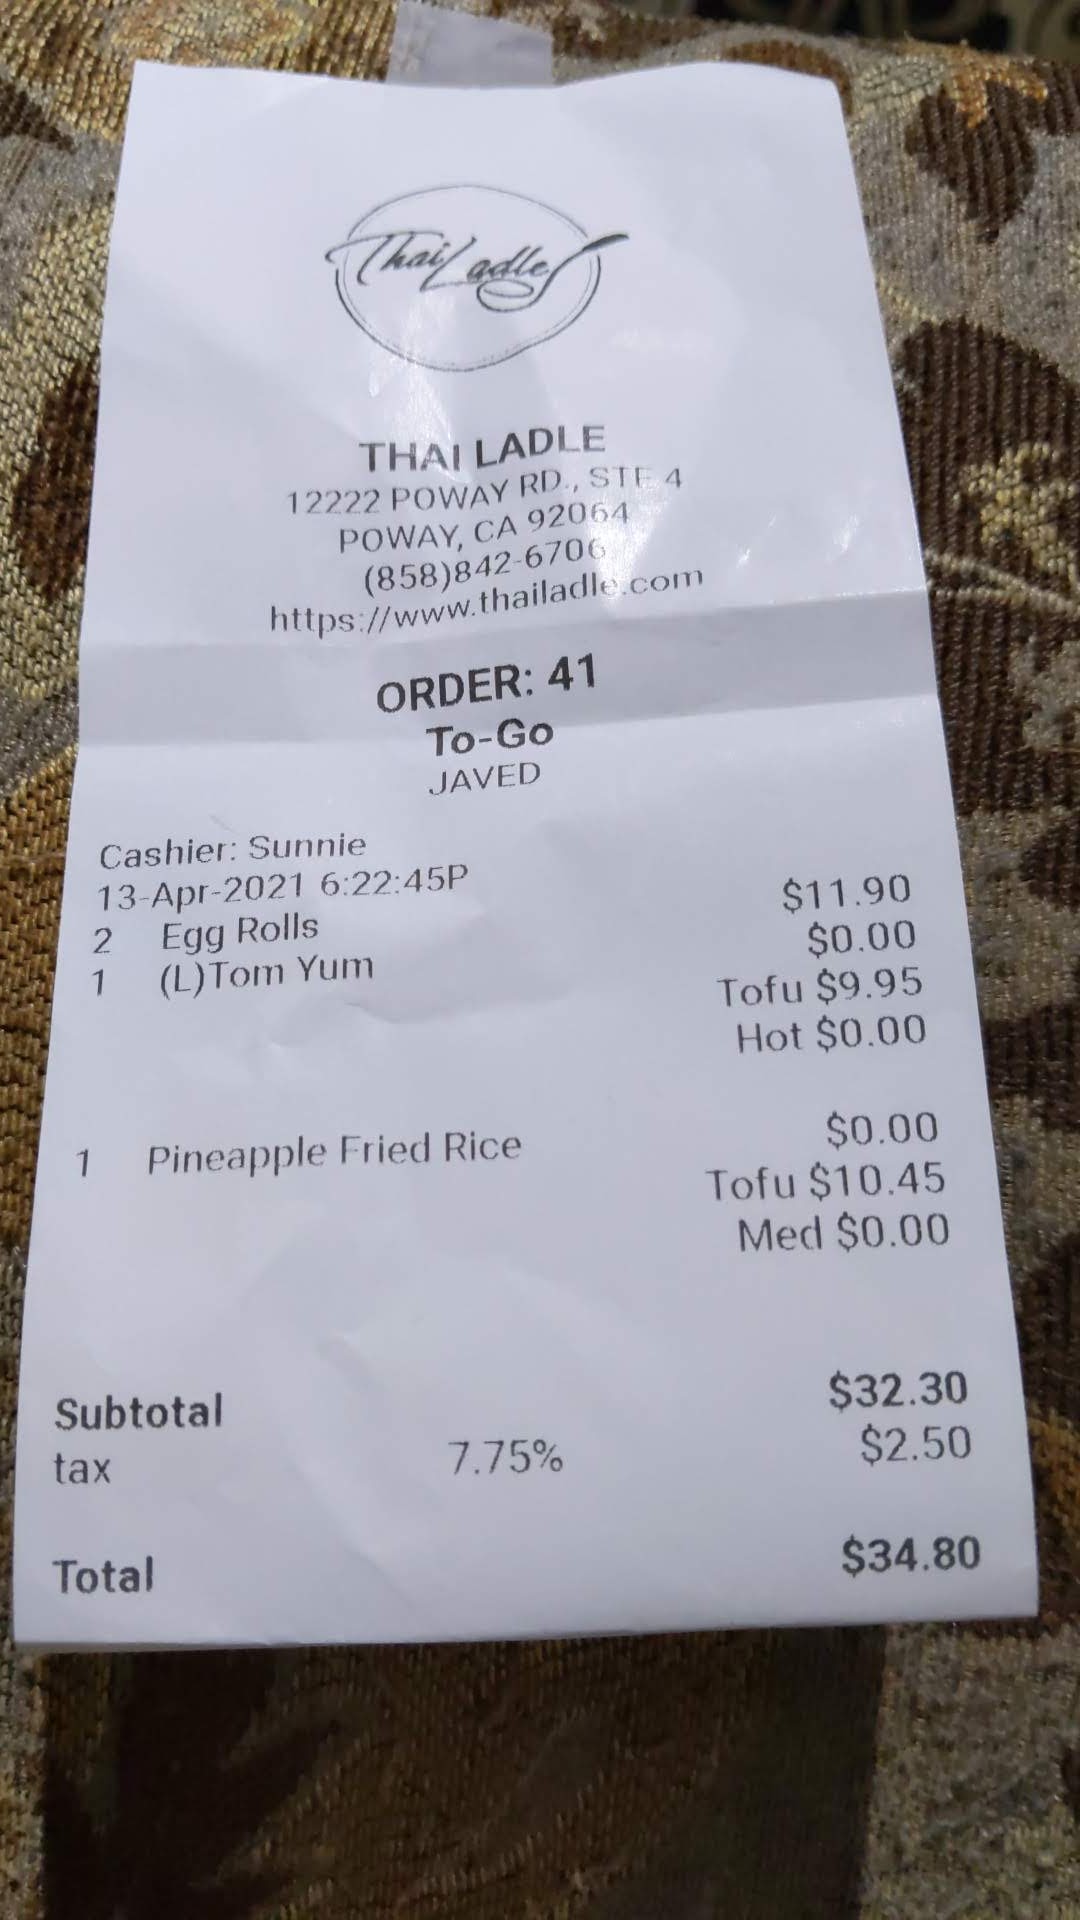 Thai Ladle
THAI LADLE
12222 POWAY RD., STE 4
POWAY, CA 92064
(858)842-6706
https://www.thailadle.com
ORDER: 41
To-Go
JAVED
Cashier: Sunnie
13-Apr-2021 6:22:45P
2 Egg Rolls $11.90
1 (L)Tom Yum $0.00
Tofu $9.95
Hot $0.00
1 Pineapple Fried Rice $0.00
Tofu $10.45
Med $0.00
Subtotal $32.30
tax 7.75% $2.50
Total $34.80